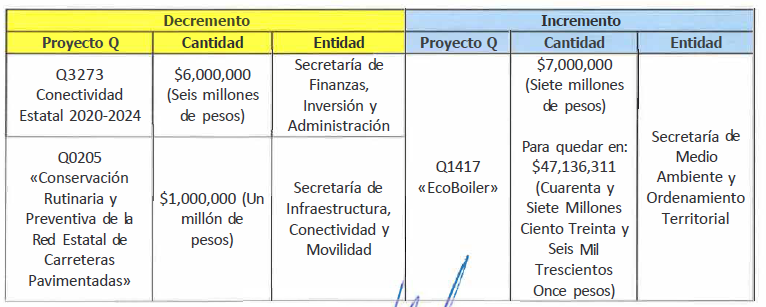 Decremento
Incremento
Proyecto Q
Cantidad
Entidad
Proyecto Q
Cantidad
Entidad
Q3273
Conectividad
Estatal 2020-2024
$6,000,000
(Seis millones
de pesos)
Secretaría de
Finanzas,
Inversión y
Administración
Q0205
«Conservación
Rutinaria y
Preventiva de la
Red Estatal de
Carreteras
Pavimentadas»
$1,000,000 (Un
millón de
pesos)
Secretaría de
Infraestructura,
Conectividad y
Movilidad
Q1417
«EcoBoiler»
$7,000,000
(Siete millones
de pesos)
Para quedar en:
$47,136,311
(Cuarenta y
Siete Millones
Ciento Treinta y
Seis Mil
Trescientos
Once pesos)
Secretaría de
Medio
Ambiente y
Ordenamiento
Territorial